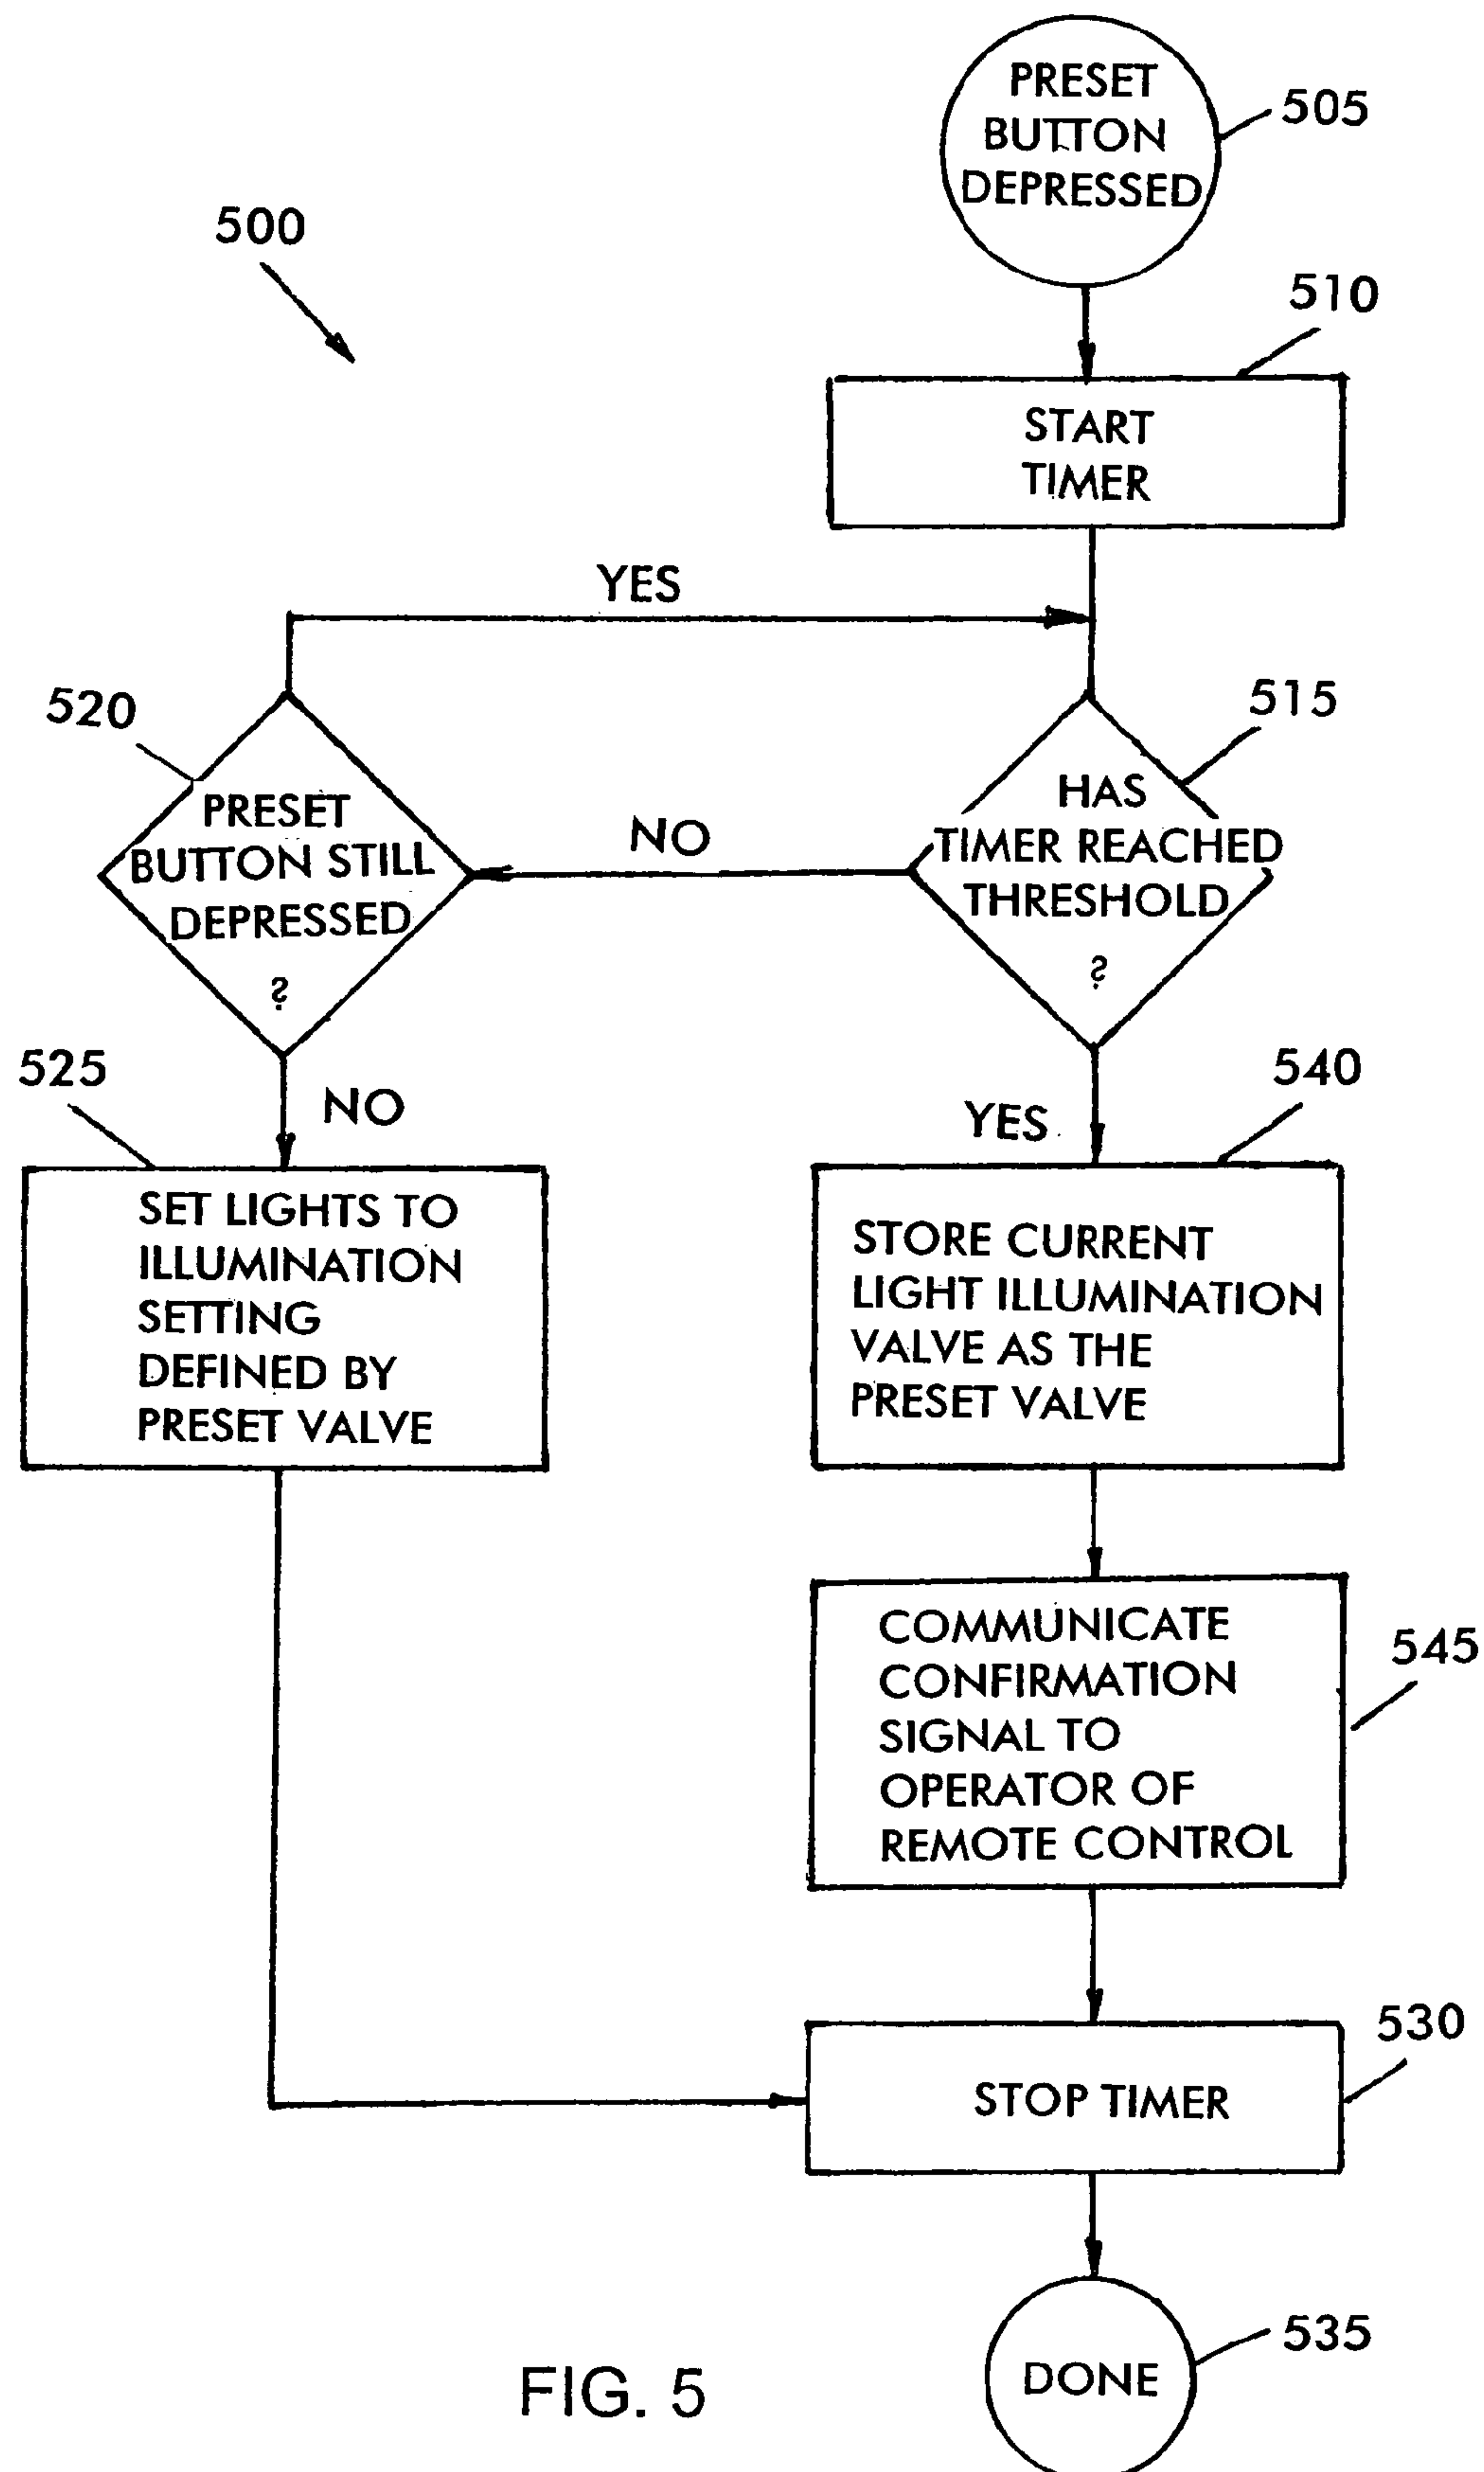 PRESET
BUTTON
DEPRESSED
505
500
510
START
TIMER
YES
520
515
PRESET
BUTTON STILL
DEPRESSED
?
NO
HAS
TIMER REACHED
THRESHOLD
?
525
NO
YES
540
SET LIGHTS TO
ILLUMINATION
SETTING
DEFINED BY
PRESET VALVE
STORE CURRENT
LIGHT ILLUMINATION
VALVE AS THE
PRESET VALVE
COMMUNICATE
CONFIRMATION
SIGNAL TO
OPERATOR OF
REMOTE CONTROL
545
530
STOP TIMER
535
DONE
FIG. 5